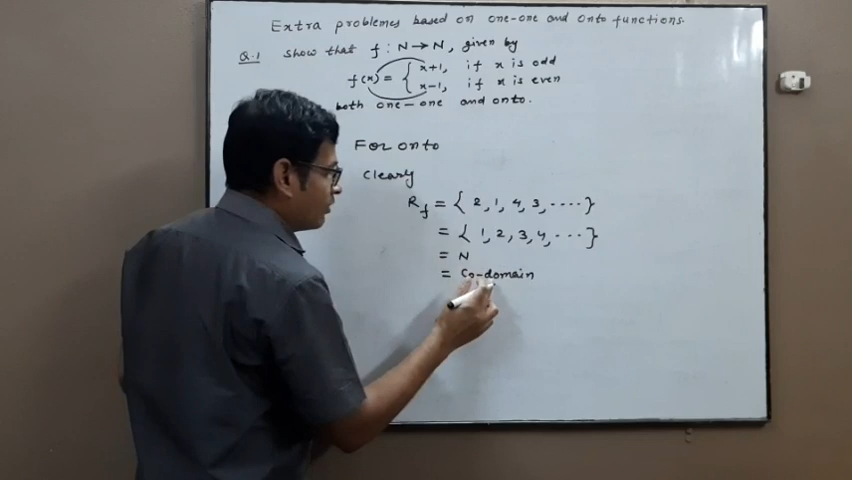 Extra problemes based on one-one and onto functions.
Q.1 Show that f : N → N, given by
f(x) = { x+1, if x is odd
x-1, if x is even
both one-one and onto.
For onto
Clearly
Rf = { 2, 1, 4, 3, ---- }
= { 1, 2, 3, 4, --- }
= N
= Co-domain